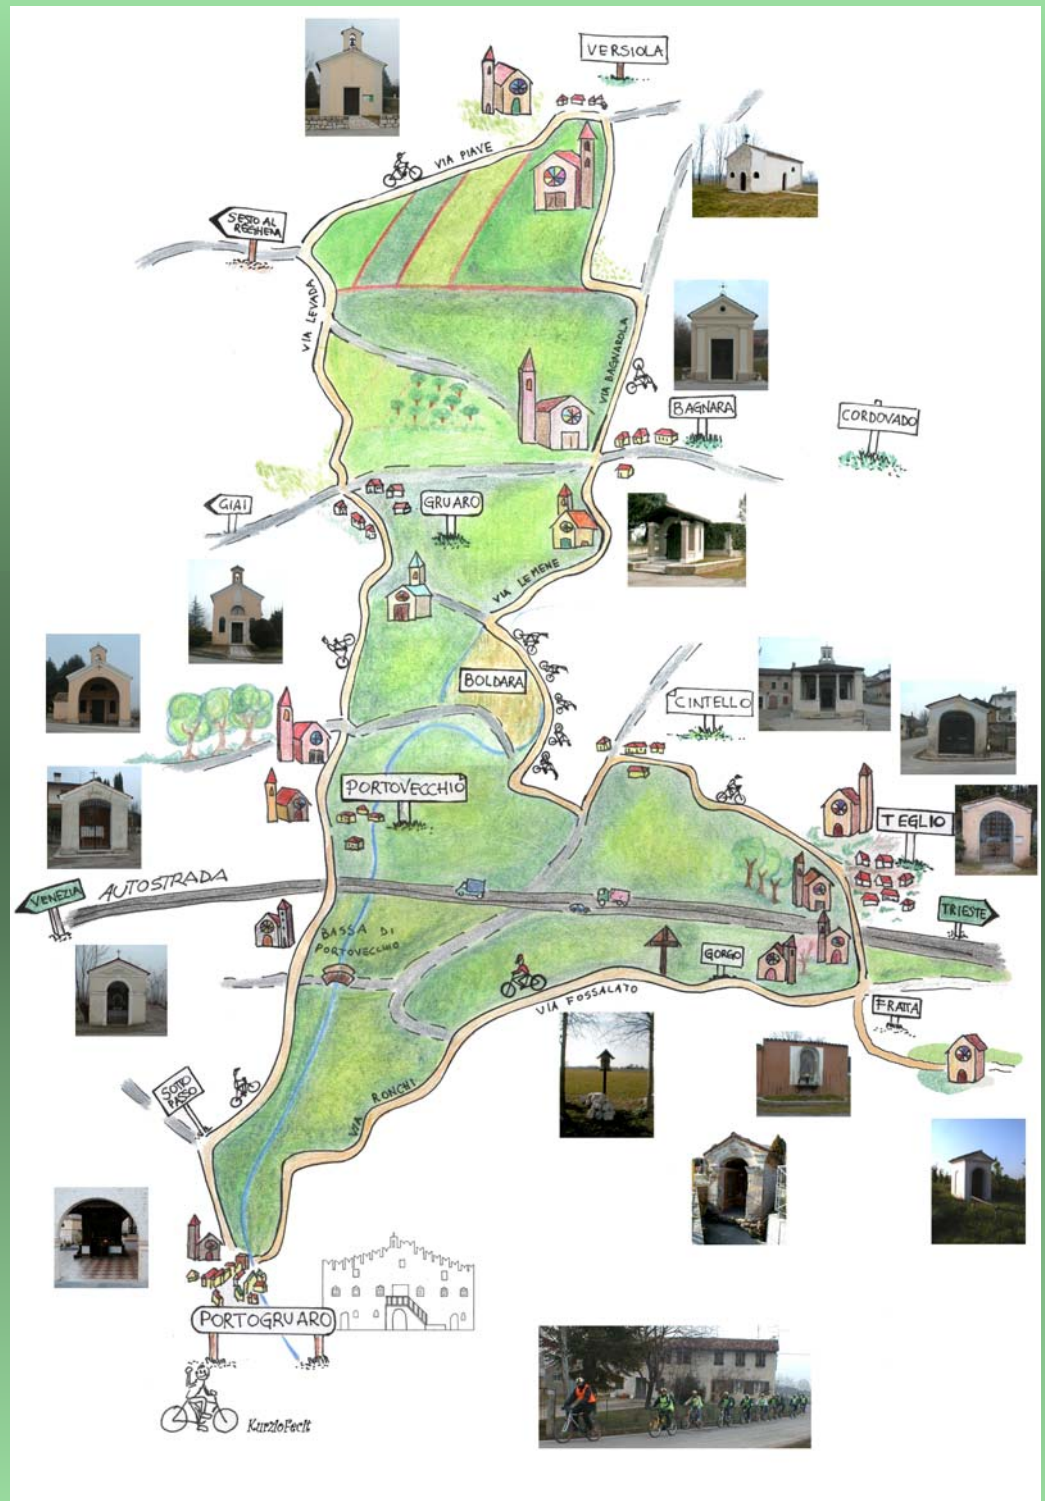 VERSIOLA
VIA PIAVE
SESTO AL
REGHENA
VIA LEVADA
VIA BAGNAROLA
BAGNARA
CORDOVADO
GIAI
GRUARO
VIA LEMENE
BOLDARA
CINTELLO
PORTOVECCHIO
TEGLIO
VENEZIA
AUTOSTRADA
TRIESTE
BASSA DI
PORTOVECCHIO
GORGO
VIA FOSSALATO
FRATTA
SOTTO
PASSO
VIA RONCHI
PORTOGRUARO
KurzioFecit